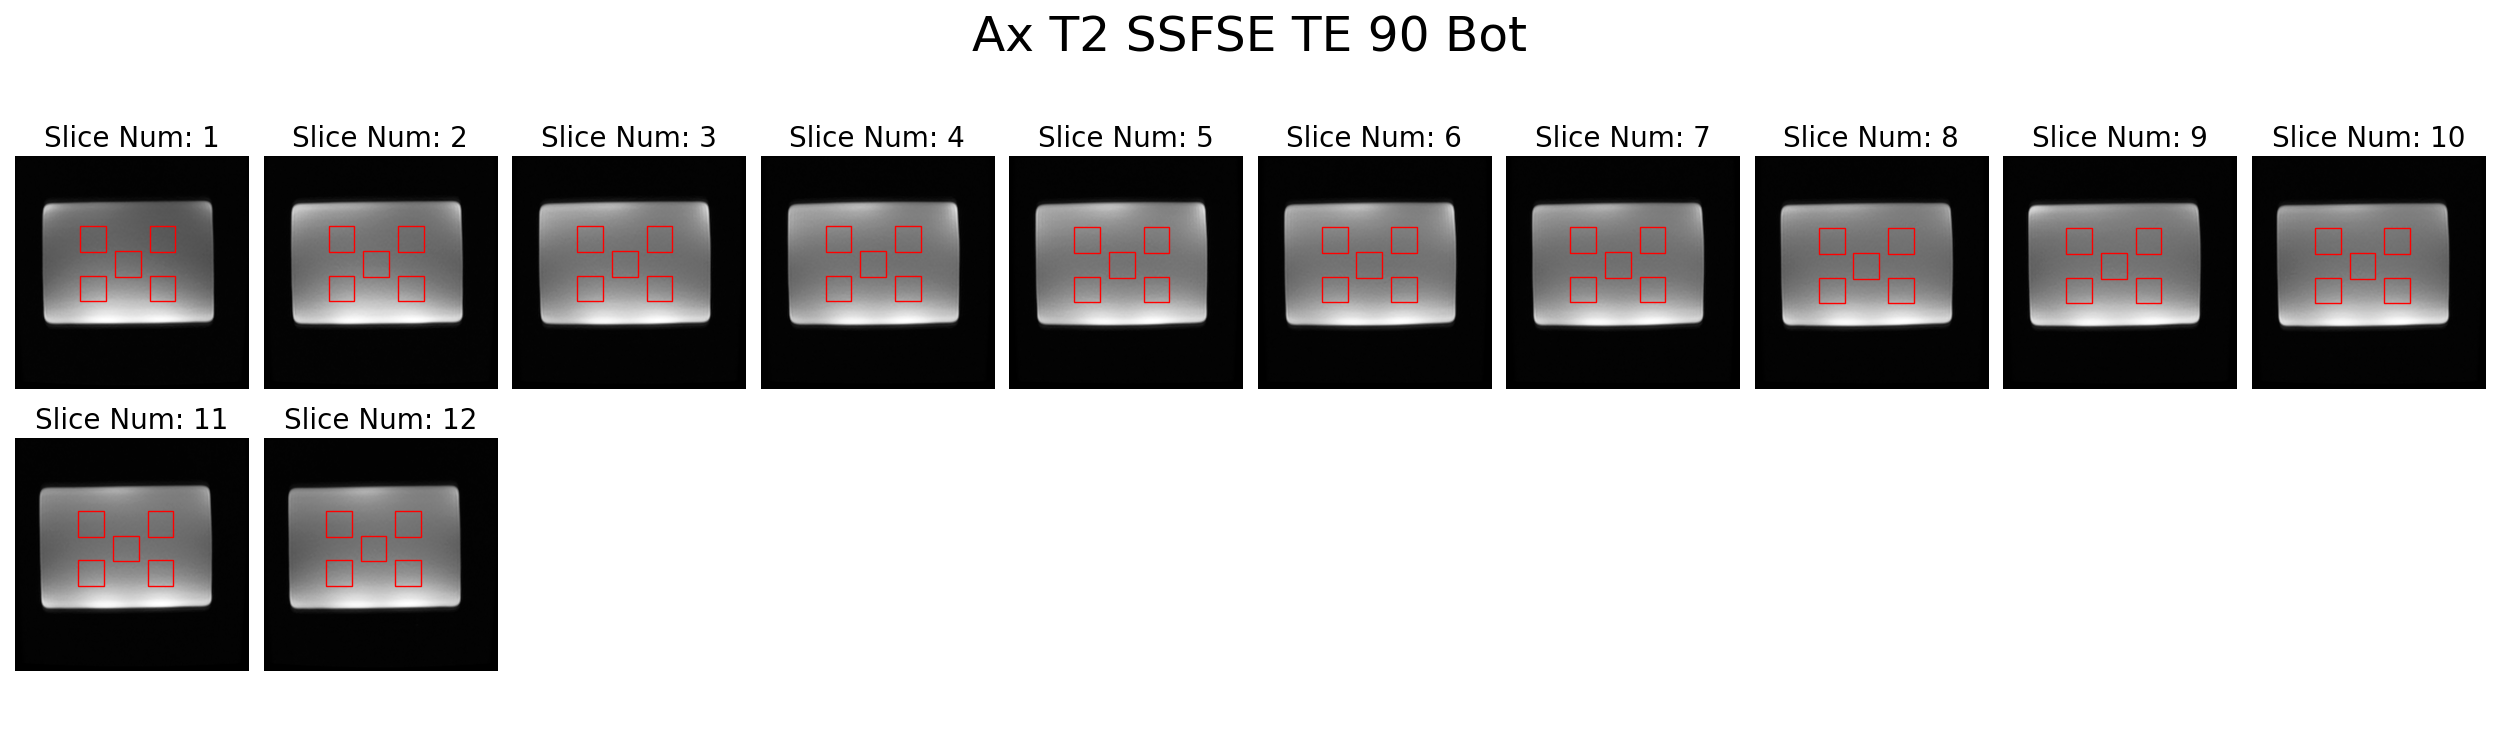 Ax T2 SSFSE TE 90 Bot
Slice Num: 1
Slice Num: 2
Slice Num: 3
Slice Num: 4
Slice Num: 5
Slice Num: 6
Slice Num: 7
Slice Num: 8
Slice Num: 9
Slice Num: 10
Slice Num: 11
Slice Num: 12